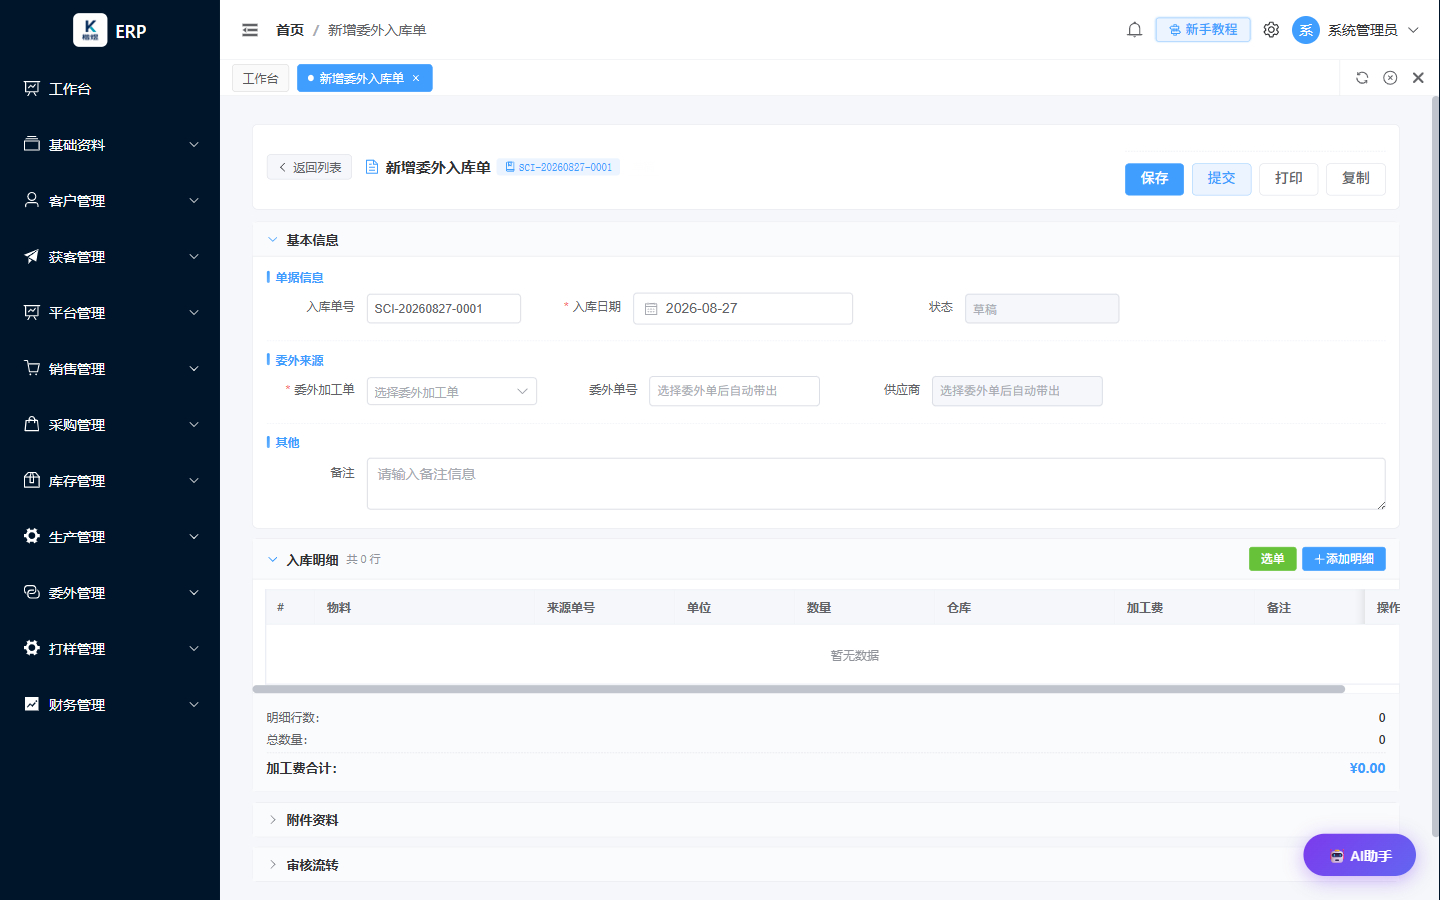 K
ERP
工作台
基础资料
客户管理
获客管理
平台管理
销售管理
采购管理
库存管理
生产管理
委外管理
打样管理
财务管理
首页 / 新增委外入库单
新手教程
系 系统管理员
工作台
新增委外入库单 ×
返回列表
新增委外入库单
SCI-20260827-0001
保存 提交 打印 复制
基本信息
单据信息
入库单号 SCI-20260827-0001
* 入库日期 2026-08-27
状态 草稿
委外来源
* 委外加工单 选择委外加工单
委外单号 选择委外单后自动带出
供应商 选择委外单后自动带出
其他
备注 请输入备注信息
入库明细 共 0 行
选单 +添加明细
# 物料 来源单号 单位 数量 仓库 加工费 备注 操作
暂无数据
明细行数: 0
总数量: 0
加工费合计: ¥0.00
附件资料
审核流转
AI助手